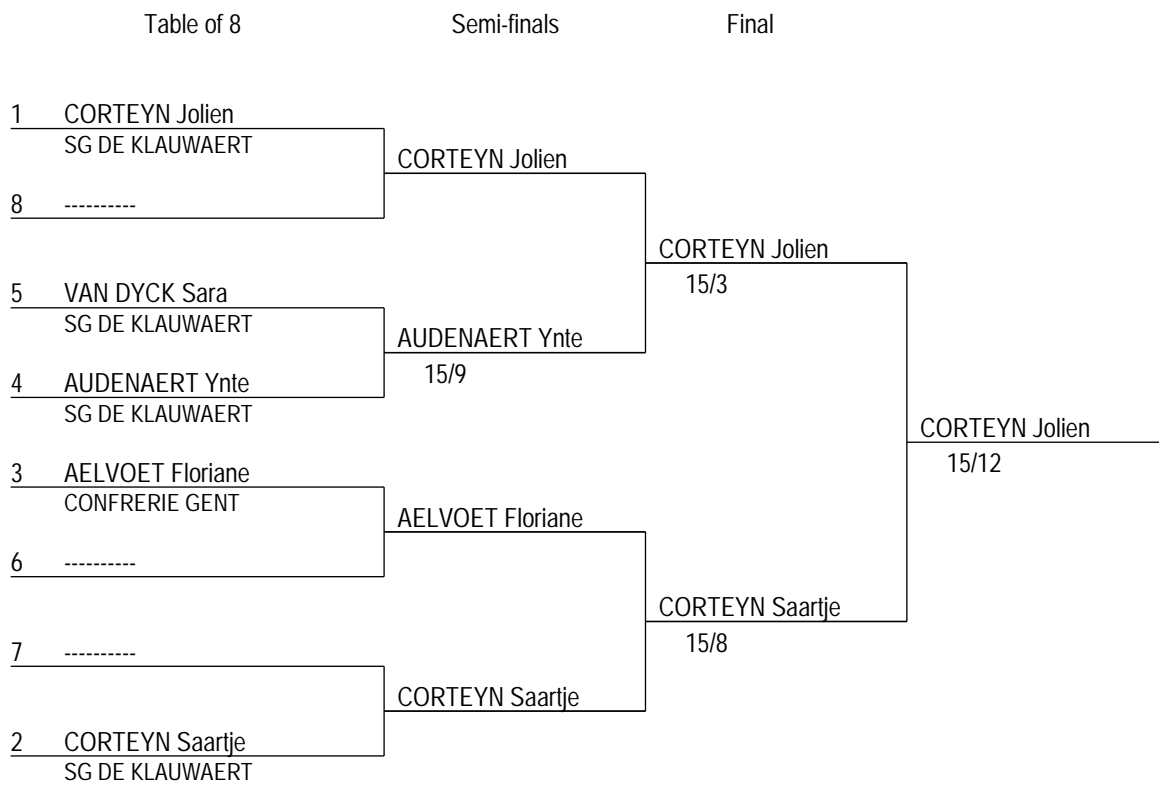 Table of 8 Semi-finals Final
1 CORTEYN Jolien
SG DE KLAUWAERT
CORTEYN Jolien
8 ----------
CORTEYN Jolien
15/3
5 VAN DYCK Sara
SG DE KLAUWAERT
AUDENAERT Ynte
15/9
4 AUDENAERT Ynte
SG DE KLAUWAERT
CORTEYN Jolien
15/12
3 AELVOET Floriane
CONFRERIE GENT
AELVOET Floriane
6 ----------
CORTEYN Saartje
15/8
7 ----------
CORTEYN Saartje
2 CORTEYN Saartje
SG DE KLAUWAERT